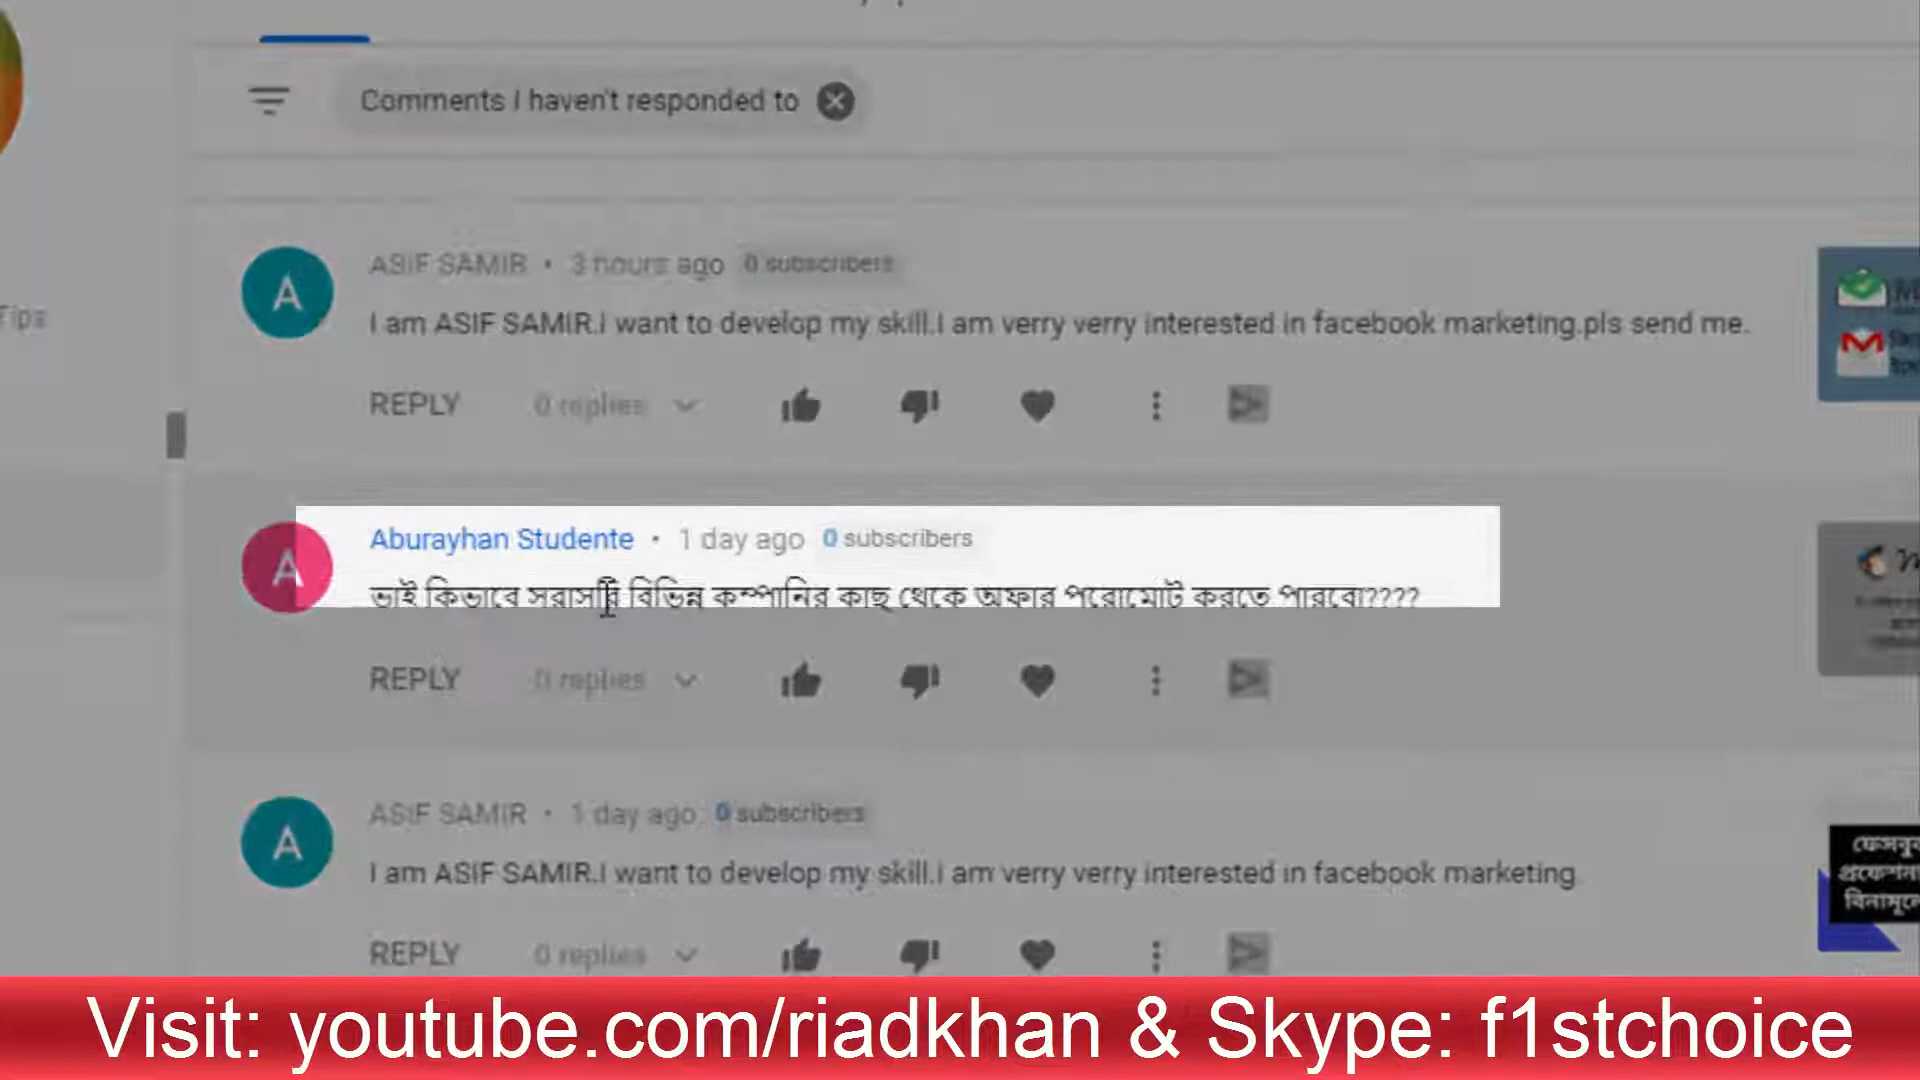 Comments I haven't responded to
ASIF SAMIR • 3 hours ago 0 subscribers
I am ASIF SAMIR.I want to develop my skill.I am verry verry interested in facebook marketing.pls send me.
REPLY 0 replies
Tips
Aburayhan Studente • 1 day ago 0 subscribers
ভাই কিভাবে সরাসরি বিভিন্ন কম্পানির কাছ থেকে অফার পরোমোট করতে পারবো????
REPLY 0 replies
ASIF SAMIR • 1 day ago 0 subscribers
I am ASIF SAMIR.I want to develop my skill.I am verry verry interested in facebook marketing.
REPLY 0 replies
Visit: youtube.com/riadkhan & Skype: f1stchoice